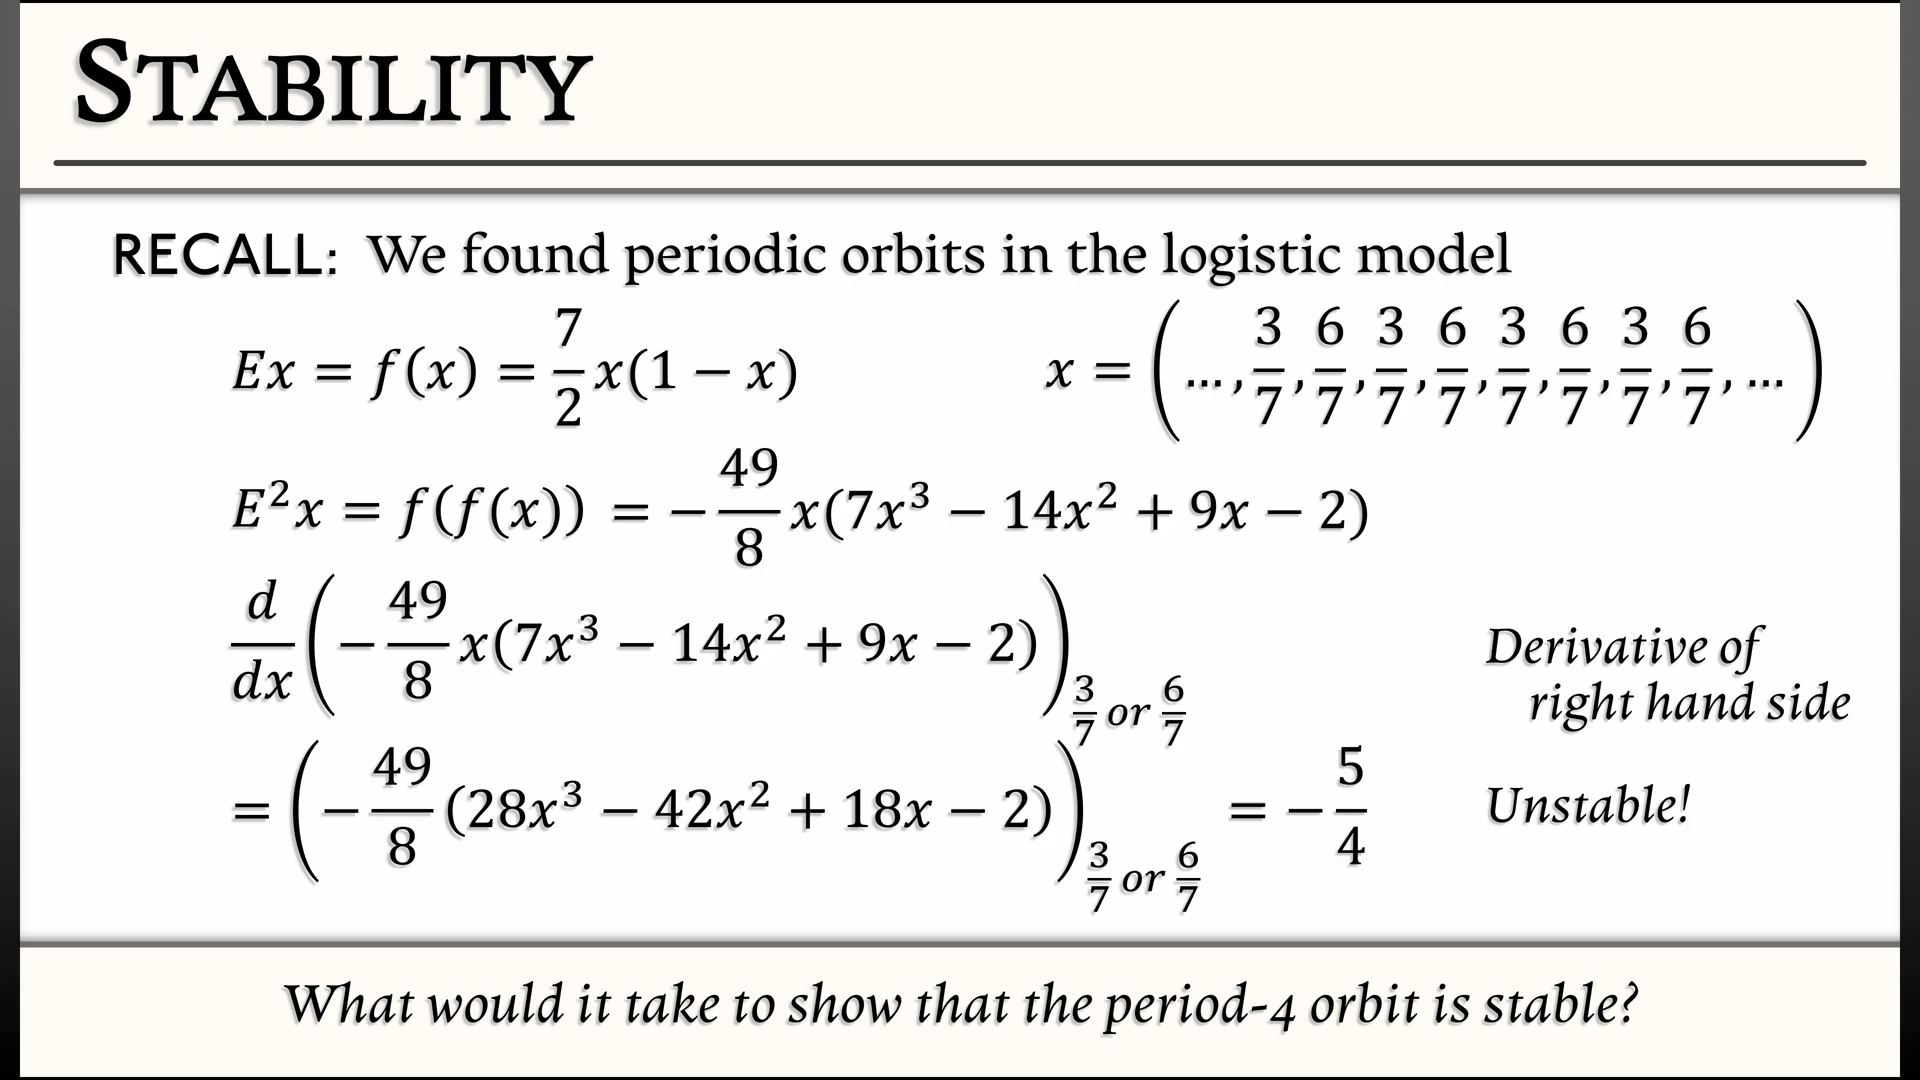 STABILITY
RECALL: We found periodic orbits in the logistic model
Ex = f(x) = 7/2 x(1 − x)    x = (…, 3/7, 6/7, 3/7, 6/7, 3/7, 6/7, 3/7, 6/7, …)
E²x = f(f(x)) = − 49/8 x(7x³ − 14x² + 9x − 2)
d/dx (− 49/8 x(7x³ − 14x² + 9x − 2)) 3/7 or 6/7
Derivative of
right hand side
= (− 49/8 (28x³ − 42x² + 18x − 2)) 3/7 or 6/7 = − 5/4    Unstable!
What would it take to show that the period-4 orbit is stable?